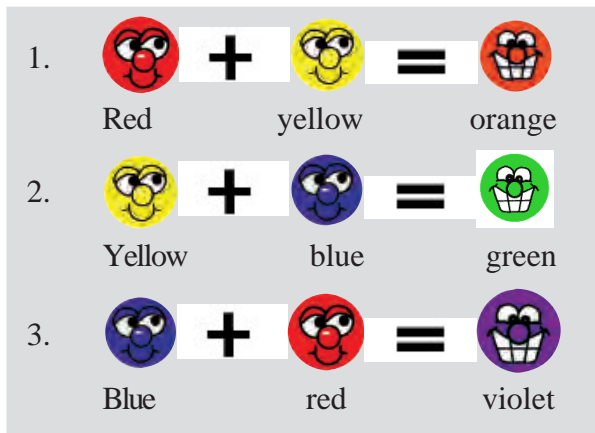 1. + =
Red yellow orange
2. + =
Yellow blue green
3. + =
Blue red violet